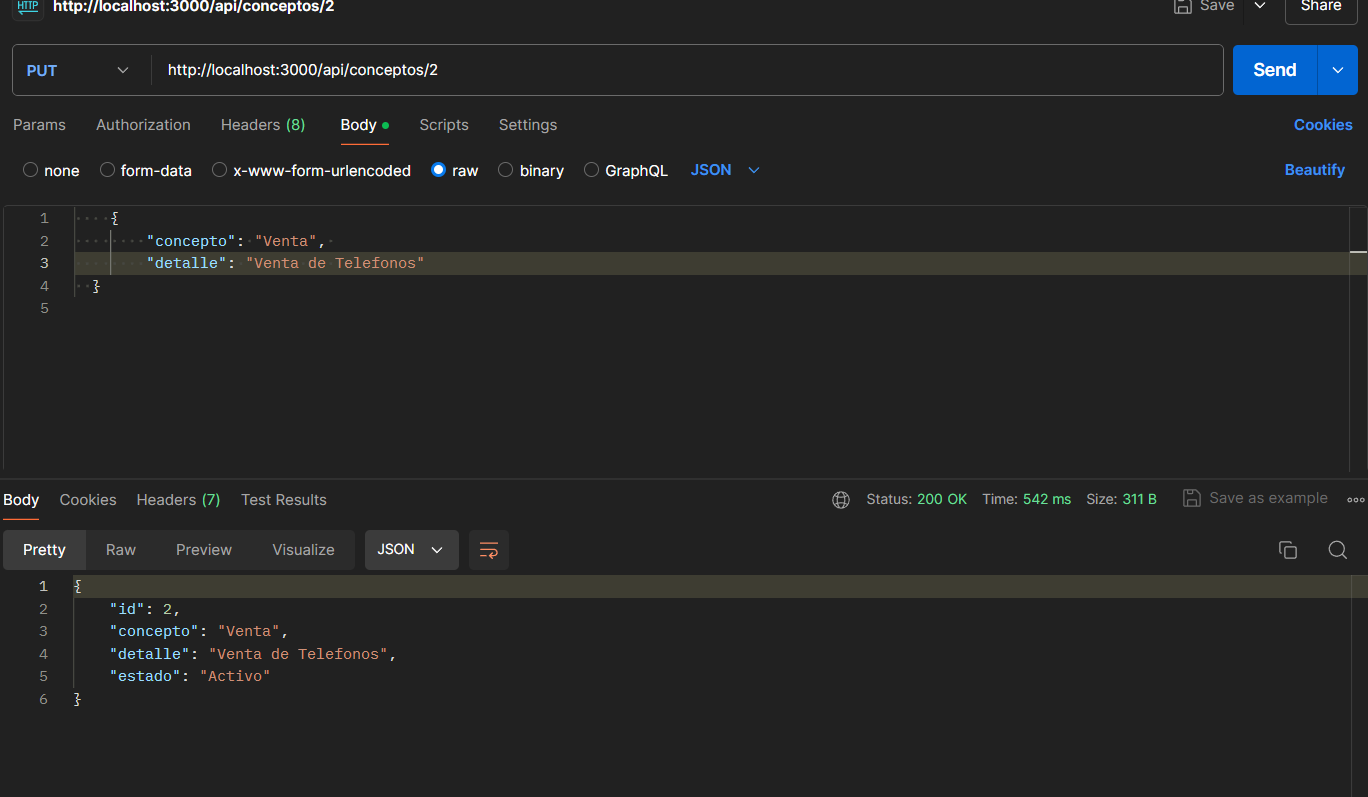 HTTP http://localhost:3000/api/conceptos/2 Save Share
PUT http://localhost:3000/api/conceptos/2 Send
Params Authorization Headers (8) Body Scripts Settings Cookies
none form-data x-www-form-urlencoded raw binary GraphQL JSON Beautify
1 {
2 "concepto": "Venta",
3 "detalle": "Venta de Telefonos"
4 }
5
Body Cookies Headers (7) Test Results Status: 200 OK Time: 542 ms Size: 311 B Save as example
Pretty Raw Preview Visualize JSON
1 {
2 "id": 2,
3 "concepto": "Venta",
4 "detalle": "Venta de Telefonos",
5 "estado": "Activo"
6 }